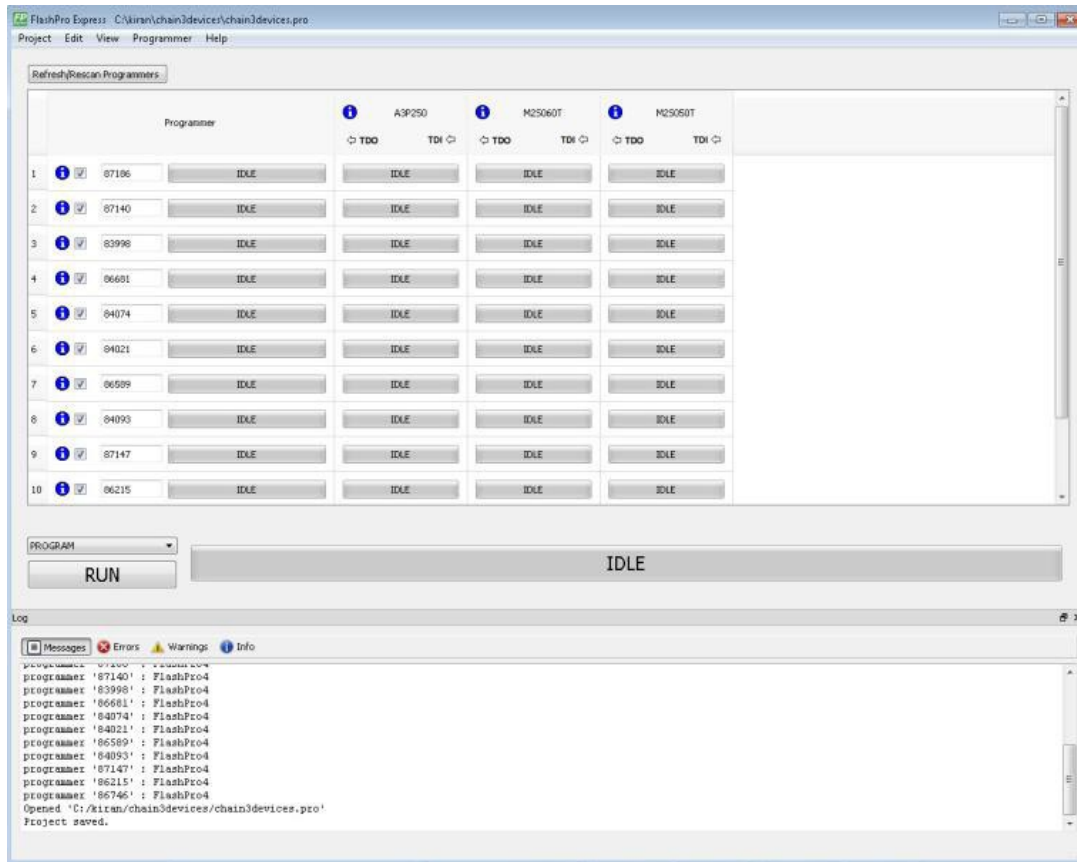 FlashPro Express C:\kiran\chain3devices\chain3devices.pro
Project Edit View Programmer Help
Refresh/Rescan Programmers
Programmer A3P250 M2S060T M2S050T
TDO TDI TDO TDI TDO TDI
1 87186 IDLE IDLE IDLE IDLE
2 87140 IDLE IDLE IDLE IDLE
3 83998 IDLE IDLE IDLE IDLE
4 86681 IDLE IDLE IDLE IDLE
5 84074 IDLE IDLE IDLE IDLE
6 84021 IDLE IDLE IDLE IDLE
7 86589 IDLE IDLE IDLE IDLE
8 84093 IDLE IDLE IDLE IDLE
9 87147 IDLE IDLE IDLE IDLE
10 86215 IDLE IDLE IDLE IDLE
PROGRAM
RUN IDLE
Log
Messages Errors Warnings Info
programmer '87140' : FlashPro4
programmer '83998' : FlashPro4
programmer '86681' : FlashPro4
programmer '84074' : FlashPro4
programmer '84021' : FlashPro4
programmer '86589' : FlashPro4
programmer '84093' : FlashPro4
programmer '87147' : FlashPro4
programmer '86215' : FlashPro4
programmer '86746' : FlashPro4
Opened 'C:/kiran/chain3devices/chain3devices.pro'
Project saved.